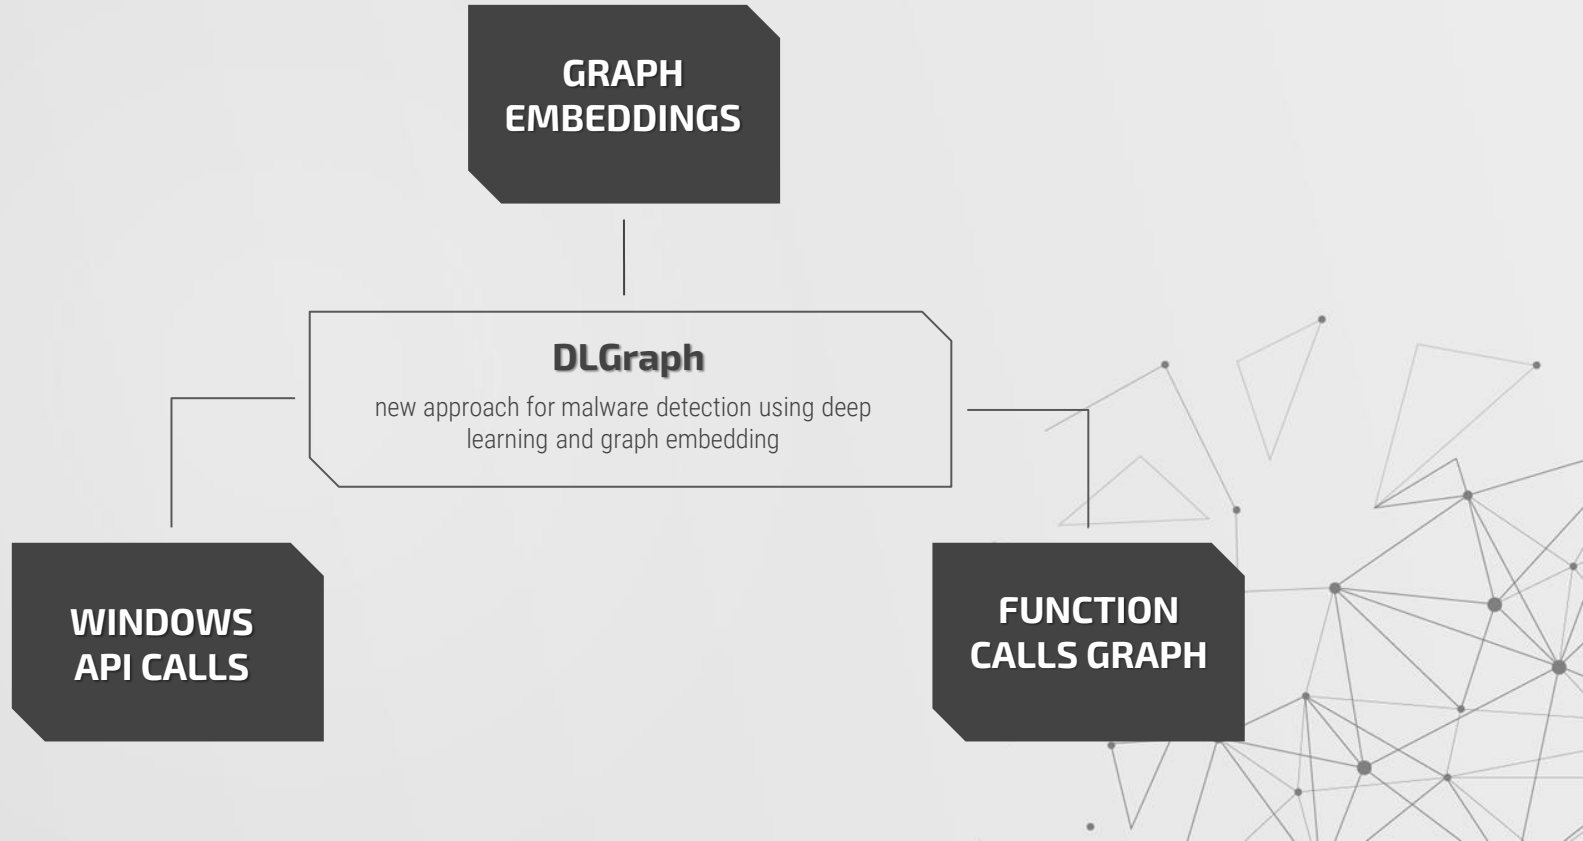 GRAPH
EMBEDDINGS
DLGraph
new approach for malware detection using deep
learning and graph embedding
WINDOWS
API CALLS
FUNCTION
CALLS GRAPH